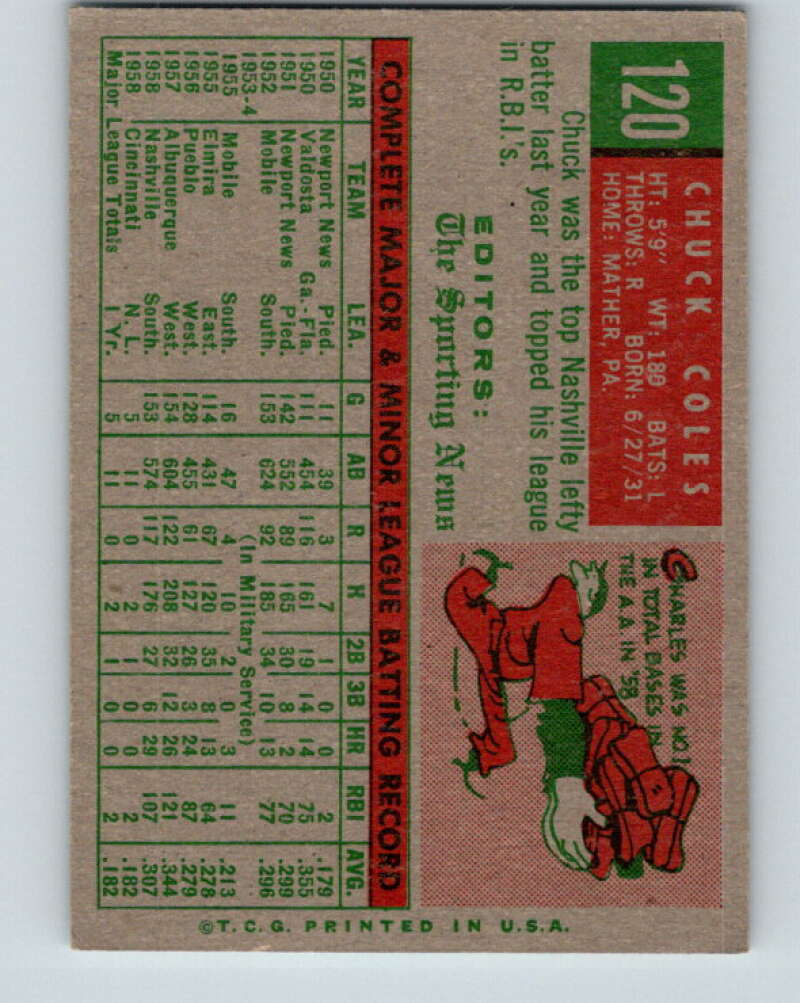 120
CHUCK COLES
HT: 5'9" WT: 180 BATS: L
THROWS: R BORN: 6/27/31
HOME: MATHER, PA.
Chuck was the top Nashville lefty
batter last year and topped his league
in R.B.I.'s.
EDITORS:
The Sporting News
CHARLES WAS NO.1
IN TOTAL BASES IN
THE A A IN '58
COMPLETE MAJOR & MINOR LEAGUE BATTING RECORD
YEAR TEAM LEA. G AB R H 2B 3B HR RBI AVG.
1950 Newport News Pied. 11 39 3 7 1 0 0 2 .179
1950 Valdosta Ga.-Fla. 111 454 116 161 19 14 14 75 .355
1951 Newport News Pied. 142 552 89 165 30 8 2 70 .299
1952 Mobile South. 153 624 92 185 34 10 13 77 .296
1953-4 (In Military Service)
1955 Mobile South. 16 47 4 10 2 0 3 11 .213
1955 Elmira East. 114 431 67 120 35 8 13 64 .278
1956 Pueblo West. 128 455 61 127 26 3 24 87 .279
1957 Albuquerque West. 154 604 122 208 32 12 26 121 .344
1958 Nashville South. 153 574 117 176 27 6 29 107 .307
1958 Cincinnati N. L. 5 11 0 2 1 0 0 2 .182
Major League Totals 1 Yr. 5 11 0 2 1 0 0 2 .182
©T.C.G. PRINTED IN U.S.A.